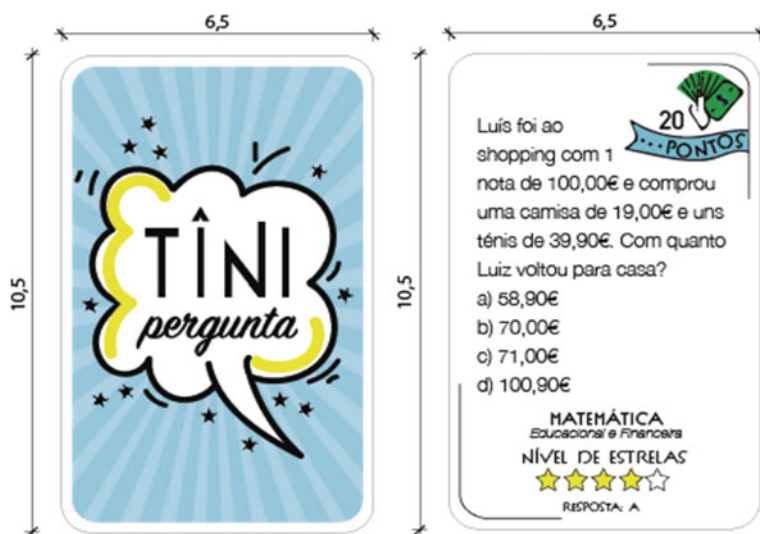 6,5
10,5
TÎNI
pergunta
6,5
10,5
20
...PONTOS
Luís foi ao
shopping com 1
nota de 100,00€ e comprou
uma camisa de 19,00€ e uns
ténis de 39,90€. Com quanto
Luiz voltou para casa?
a) 58,90€
b) 70,00€
c) 71,00€
d) 100,90€
MATEMÁTICA
Educacional e Financeira
NÍVEL DE ESTRELAS
RESPOSTA: A